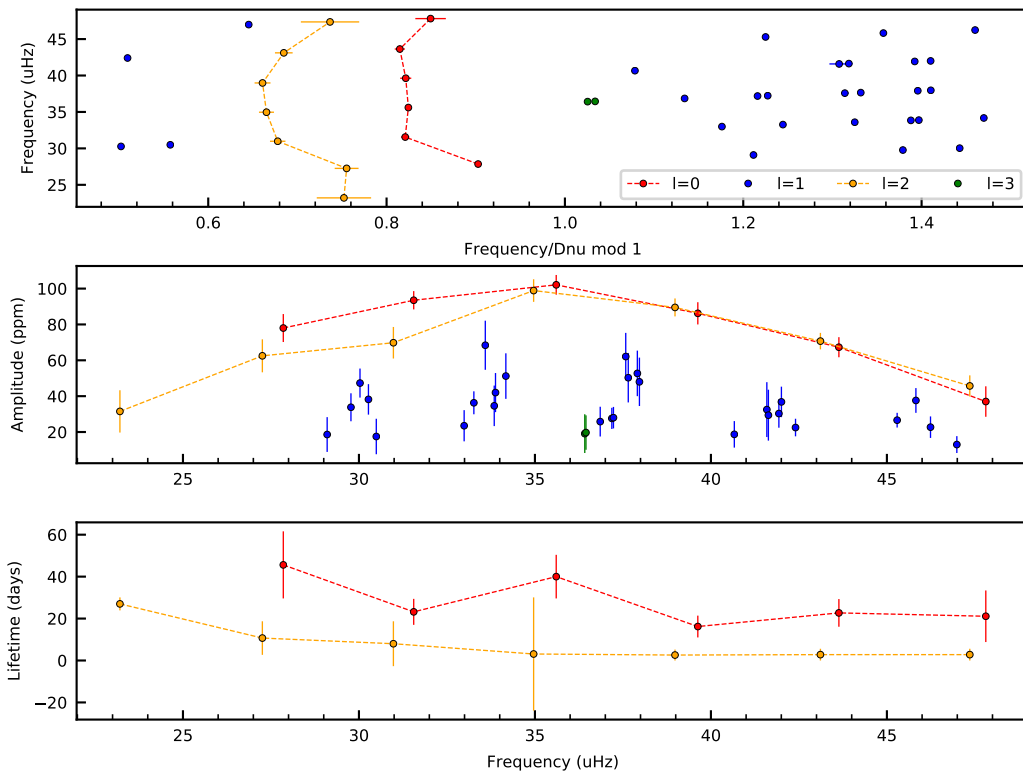 45
40
35
30
25
Frequency (uHz)
0.6 0.8 1.0 1.2 1.4
Frequency/Dnu mod 1
l=0 l=1 l=2 l=3
100
80
60
40
20
Amplitude (ppm)
25 30 35 40 45
60
40
20
0
−20
Lifetime (days)
25 30 35 40 45
Frequency (uHz)